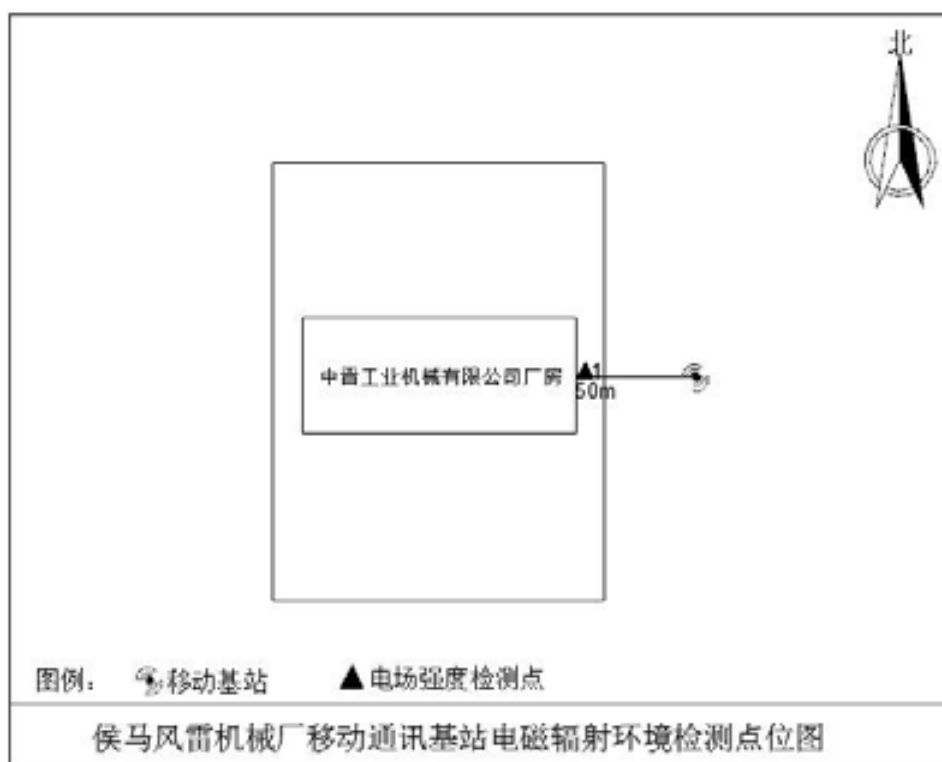 北
中晋工业机械有限公司厂房
1
50m
图例： 移动基站 电场强度检测点
侯马风雷机械厂移动通讯基站电磁辐射环境检测点位图